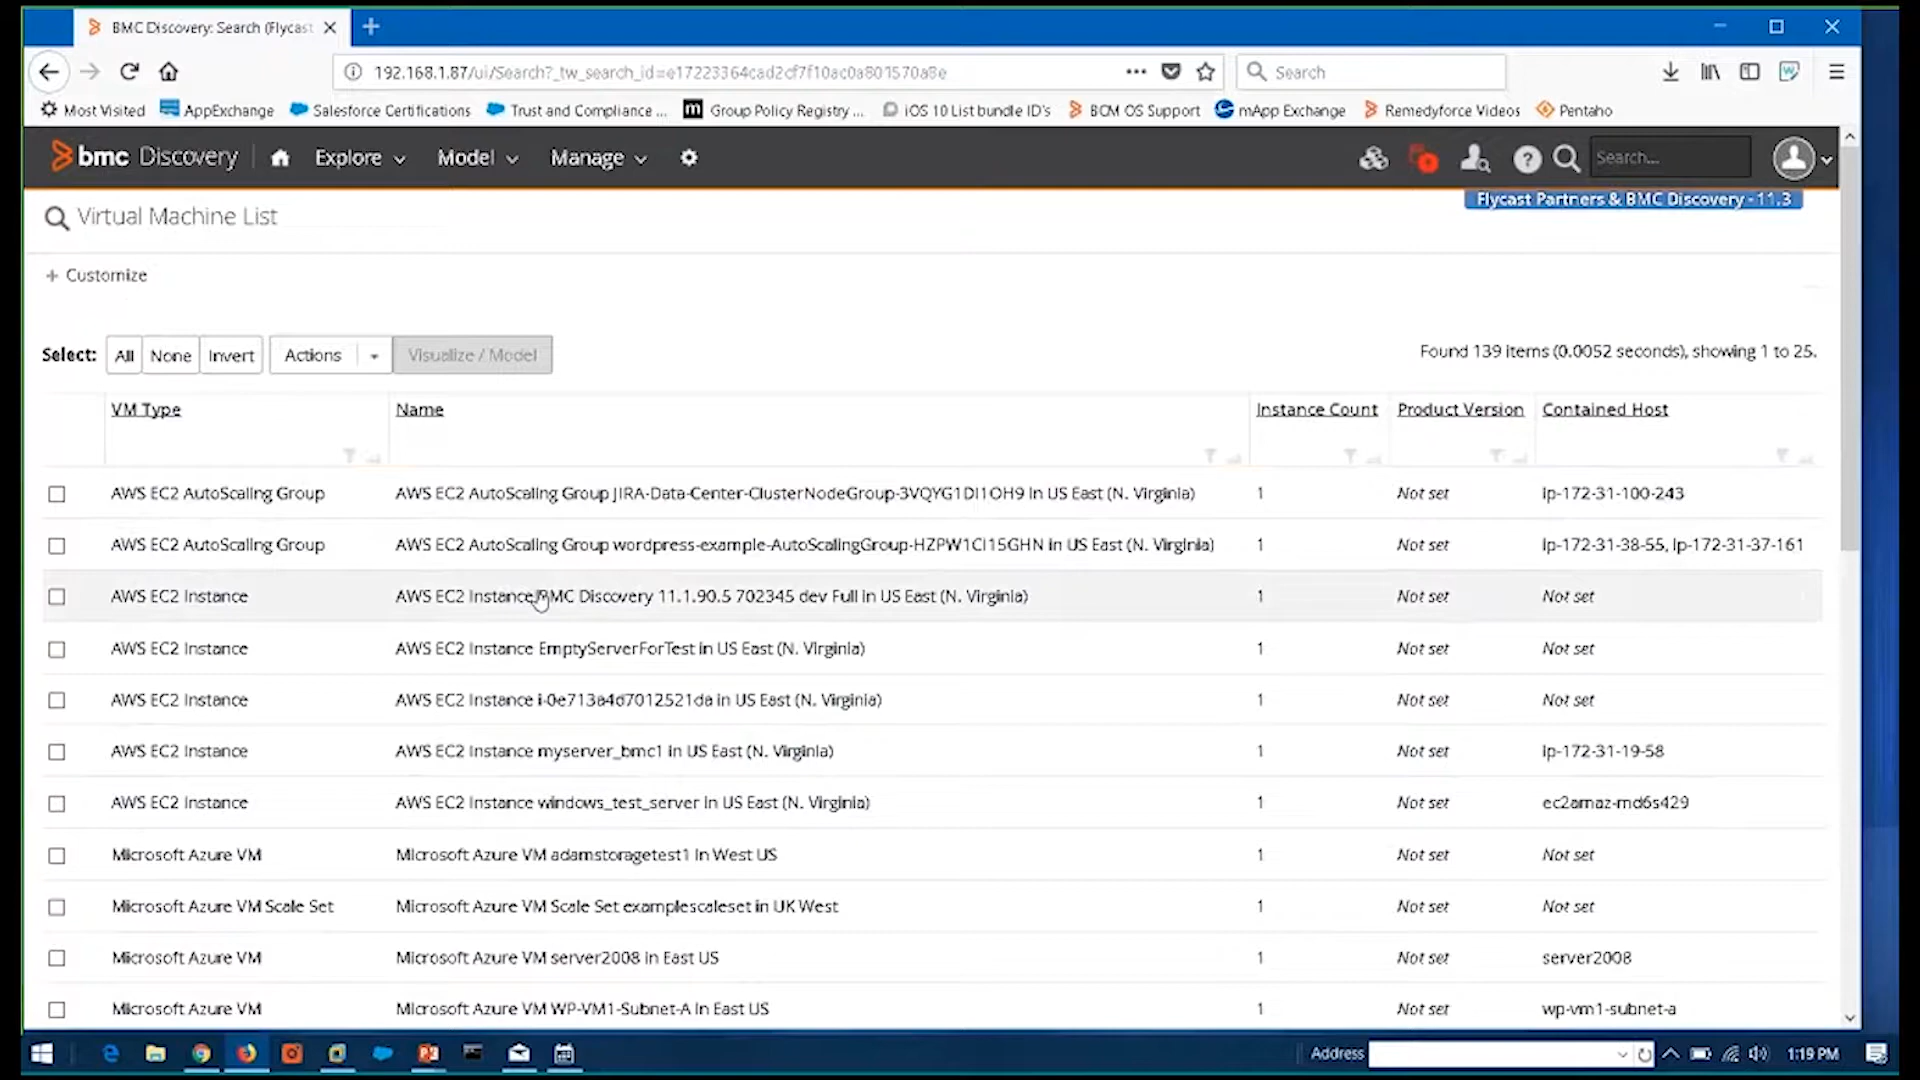 BMC Discovery: Search (Flycast
192.168.1.87/ui/Search?_tw_search_id=e17223364cad2cf7f10ac0a801570a8e
Search
Most Visited AppExchange Salesforce Certifications Trust and Compliance ... Group Policy Registry ... iOS 10 List bundle ID's BCM OS Support mApp Exchange Remedyforce Videos Pentaho
bmc Discovery Explore Model Manage Search...
Flycast Partners & BMC Discovery - 11.3
Virtual Machine List
+ Customize
Select: All None Invert Actions Visualize / Model Found 139 items (0.0052 seconds), showing 1 to 25.
VM Type Name Instance Count Product Version Contained Host
AWS EC2 AutoScaling Group AWS EC2 AutoScaling Group JIRA-Data-Center-ClusterNodeGroup-3VQYG1DI1OH9 in US East (N. Virginia) 1 Not set ip-172-31-100-243
AWS EC2 AutoScaling Group AWS EC2 AutoScaling Group wordpress-example-AutoScalingGroup-HZPW1CI15GHN in US East (N. Virginia) 1 Not set ip-172-31-38-55, ip-172-31-37-161
AWS EC2 Instance AWS EC2 Instance BMC Discovery 11.1.90.5 702345 dev Full in US East (N. Virginia) 1 Not set Not set
AWS EC2 Instance AWS EC2 Instance EmptyServerForTest in US East (N. Virginia) 1 Not set Not set
AWS EC2 Instance AWS EC2 Instance i-0e713a4d7012521da in US East (N. Virginia) 1 Not set Not set
AWS EC2 Instance AWS EC2 Instance myserver_bmc1 in US East (N. Virginia) 1 Not set ip-172-31-19-58
AWS EC2 Instance AWS EC2 Instance windows_test_server in US East (N. Virginia) 1 Not set ec2amaz-md6s429
Microsoft Azure VM Microsoft Azure VM adamstoragetest1 in West US 1 Not set Not set
Microsoft Azure VM Scale Set Microsoft Azure VM Scale Set examplescaleset in UK West 1 Not set Not set
Microsoft Azure VM Microsoft Azure VM server2008 in East US 1 Not set server2008
Microsoft Azure VM Microsoft Azure VM WP-VM1-Subnet-A in East US 1 Not set wp-vm1-subnet-a
Address 1:19 PM